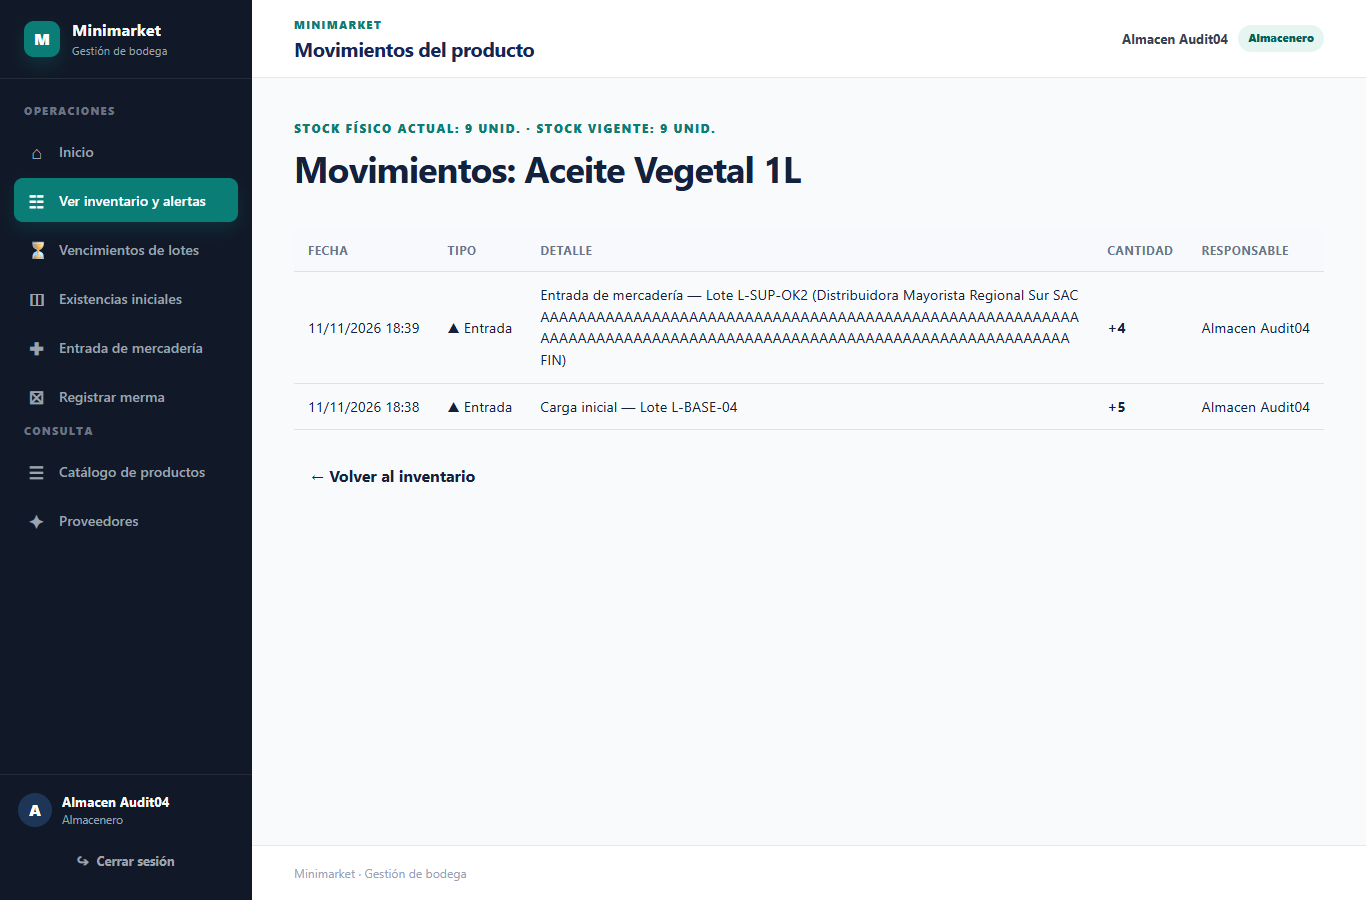 M
Minimarket
Gestión de bodega
OPERACIONES
Inicio
Ver inventario y alertas
Vencimientos de lotes
Existencias iniciales
Entrada de mercadería
Registrar merma
CONSULTA
Catálogo de productos
Proveedores
A
Almacen Audit04
Almacenero
Cerrar sesión
MINIMARKET
Movimientos del producto
Almacen Audit04 Almacenero
STOCK FÍSICO ACTUAL: 9 UNID. · STOCK VIGENTE: 9 UNID.
Movimientos: Aceite Vegetal 1L
FECHA TIPO DETALLE CANTIDAD RESPONSABLE
Entrada de mercadería — Lote L-SUP-OK2 (Distribuidora Mayorista Regional Sur SAC
AAAAAAAAAAAAAAAAAAAAAAAAAAAAAAAAAAAAAAAAAAAAAAAAAAAAAAAAAAA
11/11/2026 18:39 ▲ Entrada AAAAAAAAAAAAAAAAAAAAAAAAAAAAAAAAAAAAAAAAAAAAAAAAAAAAAAAAAA +4 Almacen Audit04
FIN)
11/11/2026 18:38 ▲ Entrada Carga inicial — Lote L-BASE-04 +5 Almacen Audit04
← Volver al inventario
Minimarket · Gestión de bodega